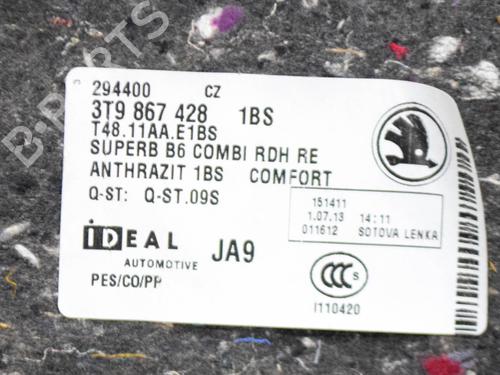 B-PARTS
294400 CZ
3T9 867 428 1BS
T48.11AA.E1BS
SUPERB B6 COMBI RDH RE
ANTHRAZIT 1BS COMFORT
Q-ST: Q-ST.09S
151411
1.07.13 14:11
011612 SOTOVA LENKA
iDEAL
AUTOMOTIVE
JA9
CCC S
PES/CO/PP
I110420